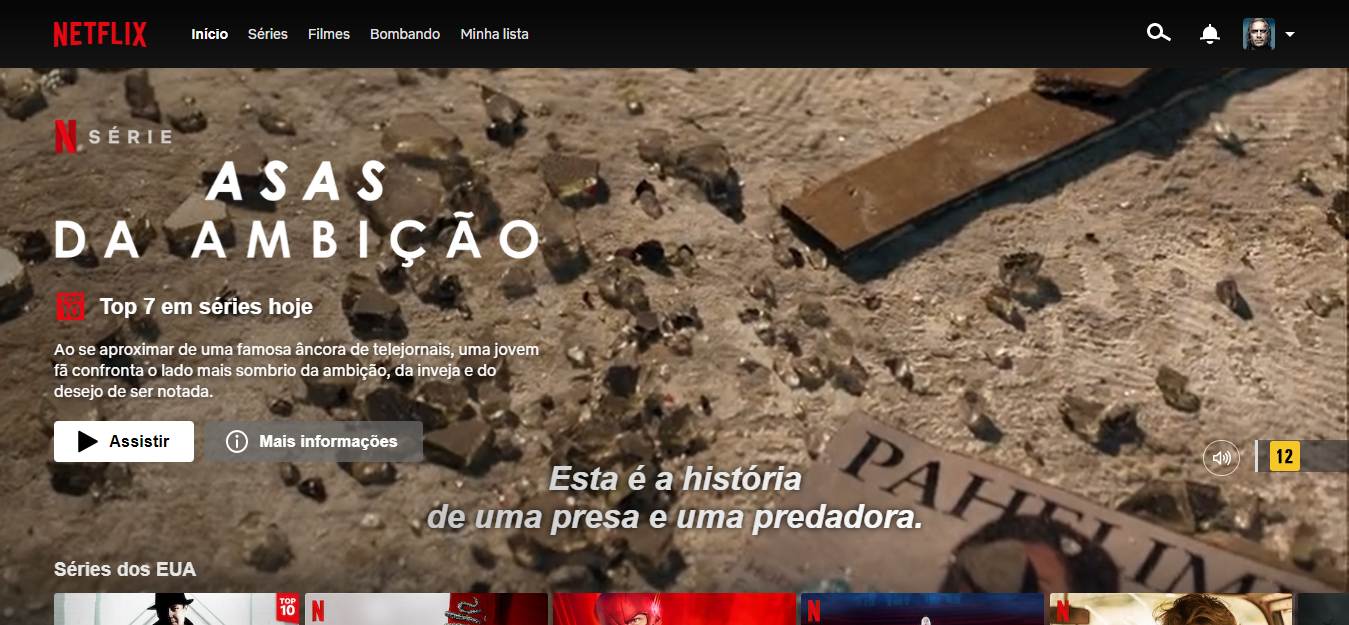 NETFLIX Início Séries Filmes Bombando Minha lista
N SÉRIE
ASAS
DA AMBIÇÃO
TOP 10 Top 7 em séries hoje
Ao se aproximar de uma famosa âncora de telejornais, uma jovem
fã confronta o lado mais sombrio da ambição, da inveja e do
desejo de ser notada.
Assistir Mais informações
12
PAHELIM
Esta é a história
de uma presa e uma predadora.
Séries dos EUA
TOP 10 N N N